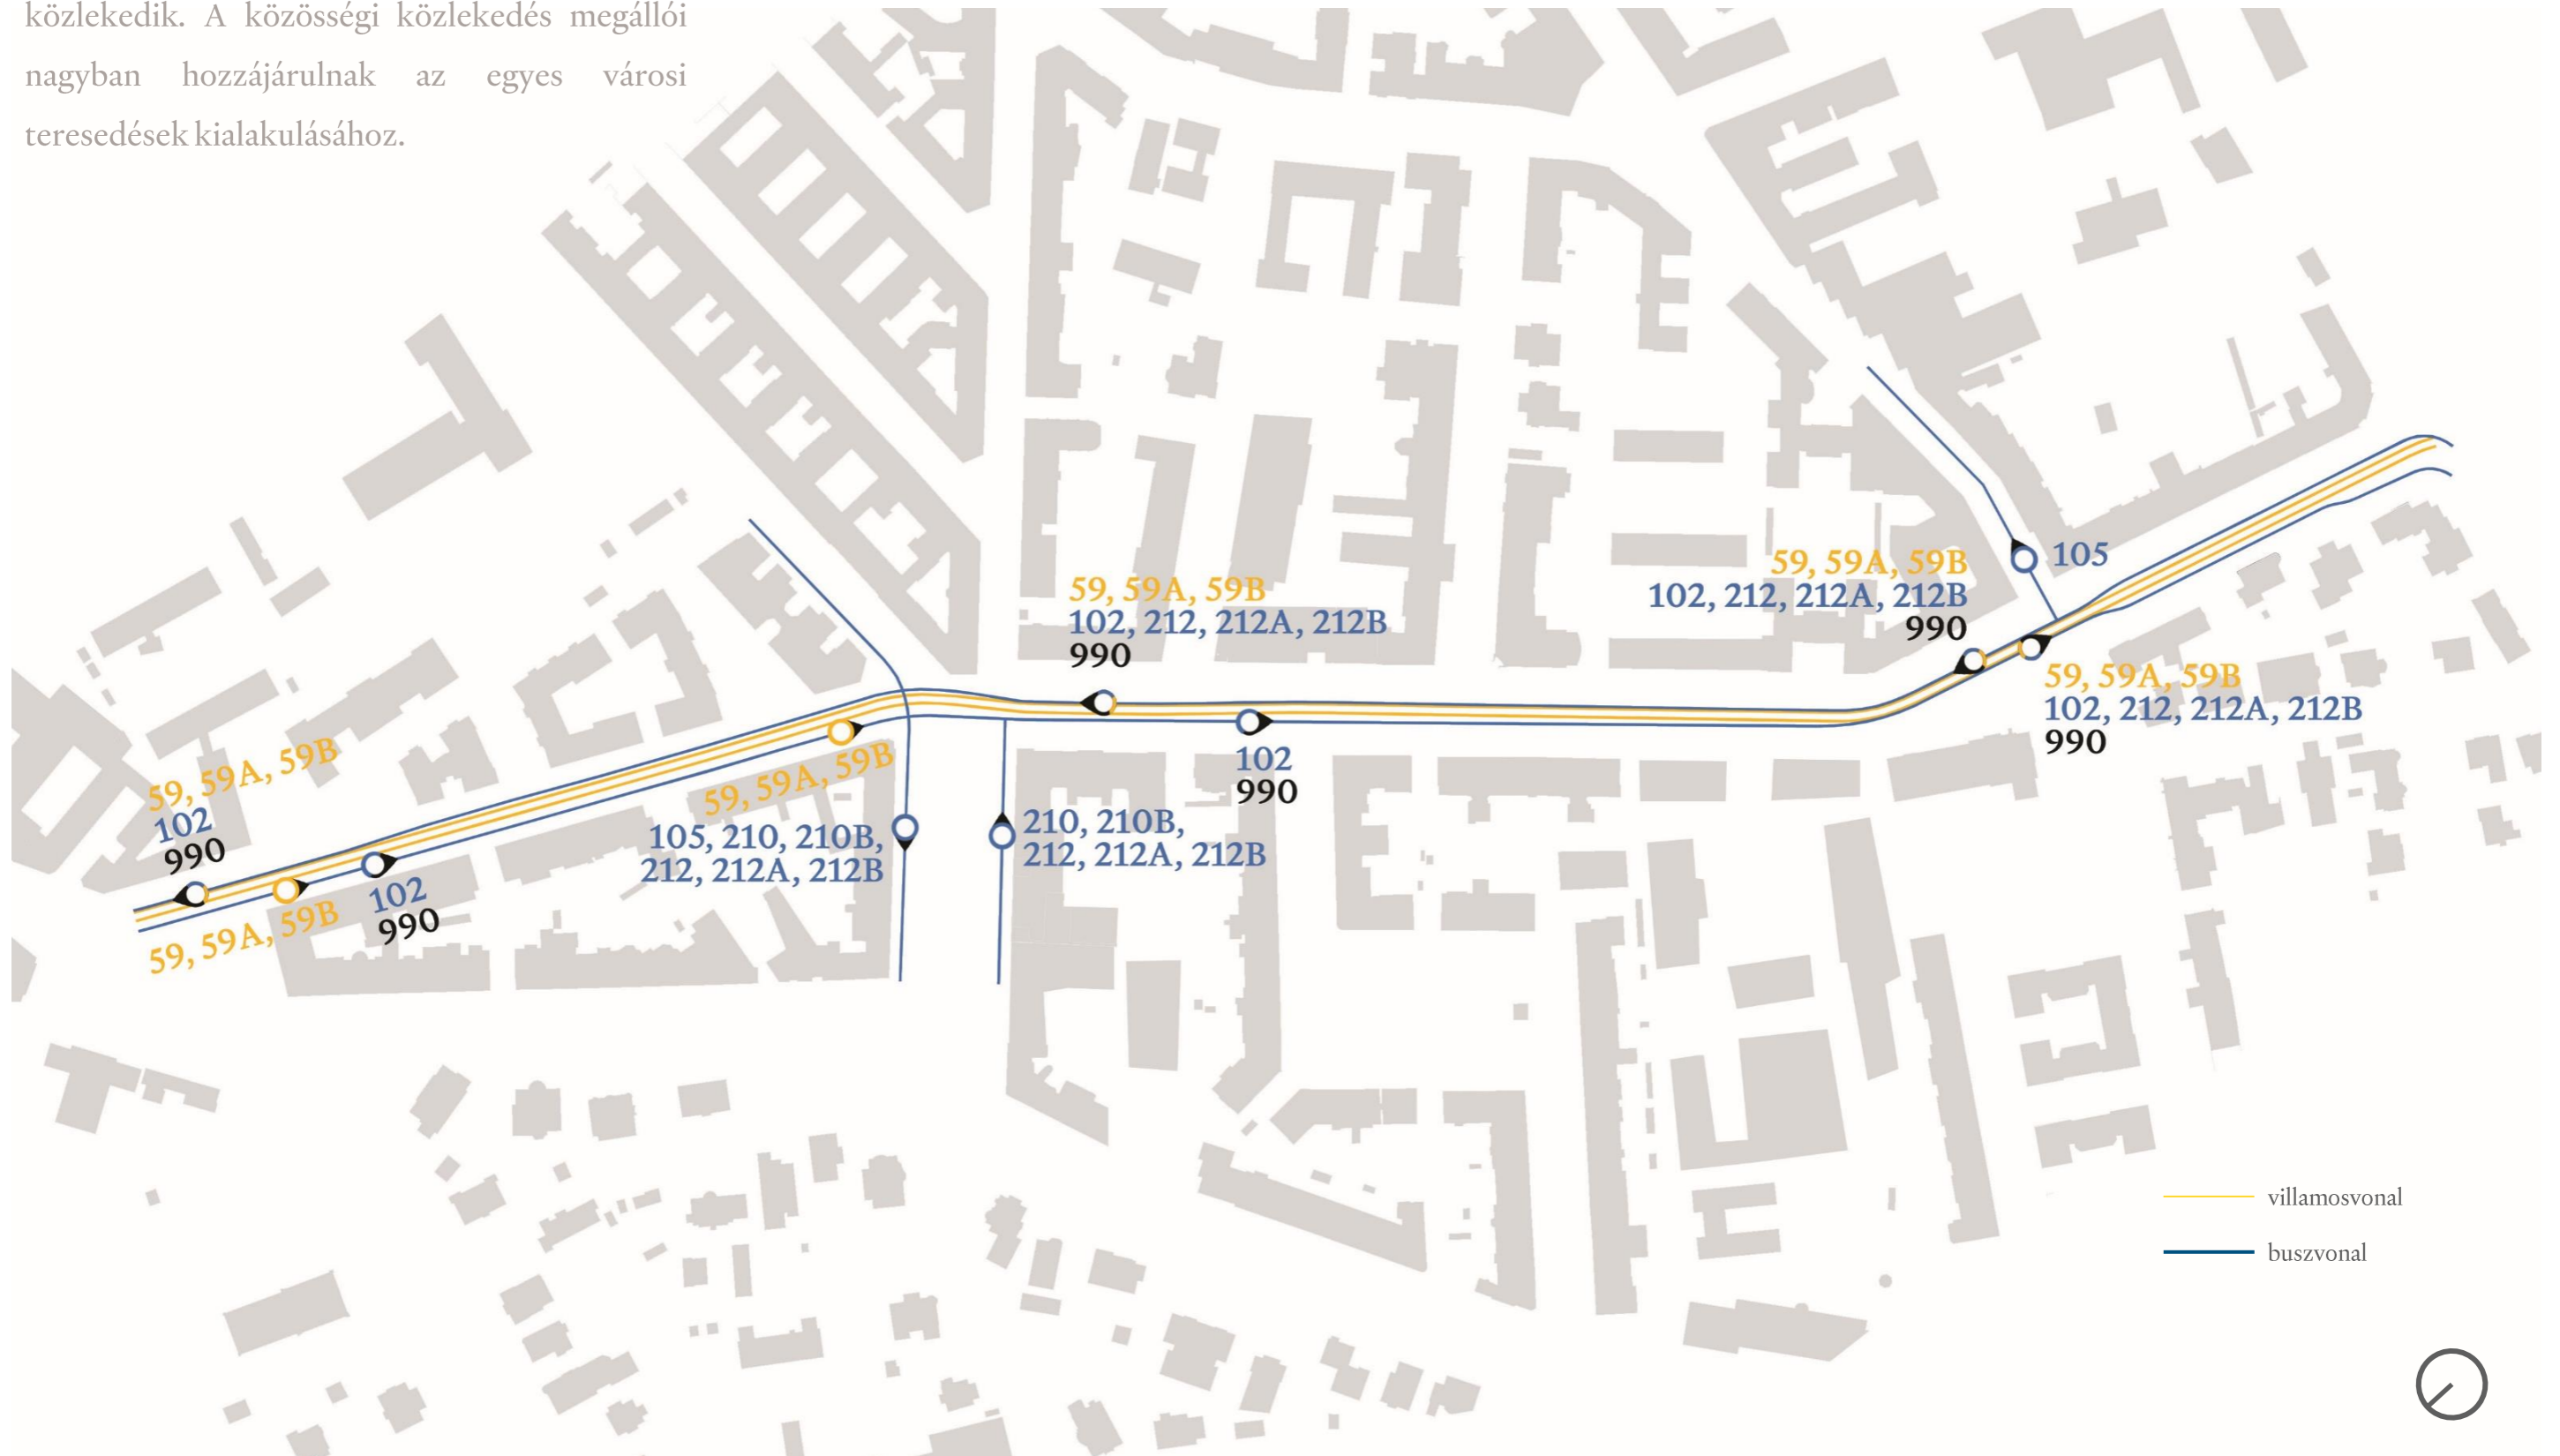 közlekedik. A közösségi közlekedés megállói
nagyban hozzájárulnak az egyes városi
teresedések kialakulásához.
59, 59A, 59B
102, 212, 212A, 212B
990
59, 59A, 59B
102, 212, 212A, 212B
990
105
59, 59A, 59B
102, 212, 212A, 212B
990
59, 59A, 59B
102
990
59, 59A, 59B
102
990
105, 210, 210B,
212, 212A, 212B
210, 210B,
212, 212A, 212B
102
990
59, 59A, 59B
villamosvonal
buszvonal